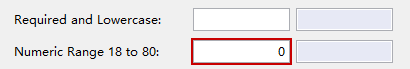 Required and Lowercase:
Numeric Range 18 to 80: 0